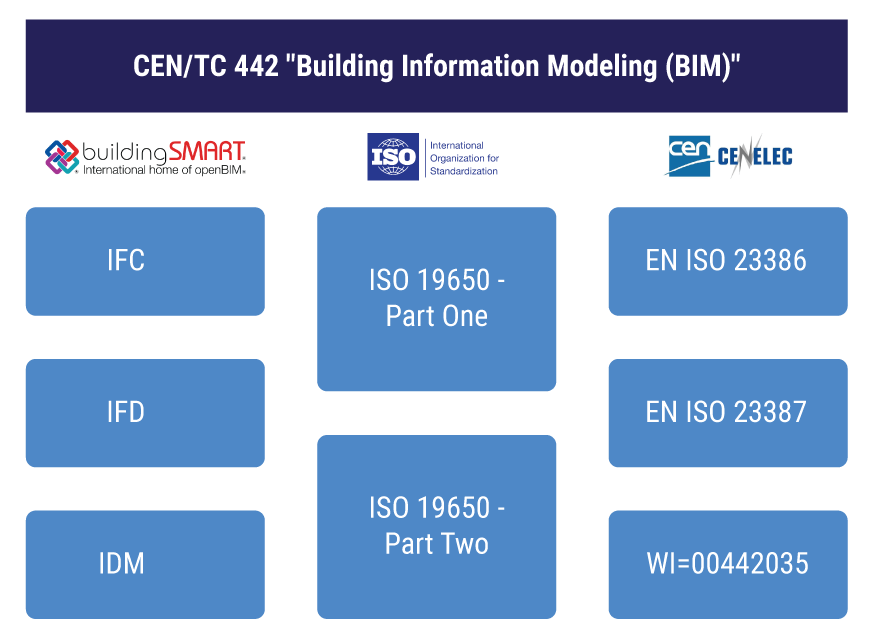 CEN/TC 442 "Building Information Modeling (BIM)"
buildingSMART®
International home of openBIM®
ISO
International
Organization for
Standardization
cen
CENELEC
IFC
IFD
IDM
ISO 19650 -
Part One
ISO 19650 -
Part Two
EN ISO 23386
EN ISO 23387
WI=00442035